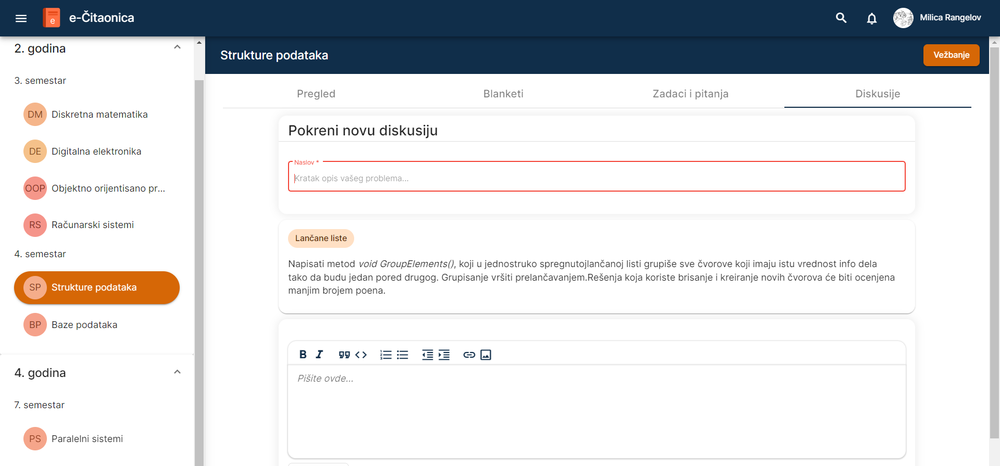 e
e-Čitaonica
Milica Rangelov
2. godina
3. semestar
DM Diskretna matematika
DE Digitalna elektronika
OOP Objektno orijentisano pr...
RS Računarski sistemi
4. semestar
SP Strukture podataka
BP Baze podataka
4. godina
7. semestar
PS Paralelni sistemi
Strukture podataka
Vežbanje
Pregled
Blanketi
Zadaci i pitanja
Diskusije
Pokreni novu diskusiju
Naslov *
Kratak opis vašeg problema...
Lančane liste
Napisati metod void GroupElements(), koji u jednostruko spregnutojlančanoj listi grupiše sve čvorove koji imaju istu vrednost info dela
tako da budu jedan pored drugog. Grupisanje vršiti prelančavanjem.Rešenja koja koriste brisanje i kreiranje novih čvorova će biti ocenjena
manjim brojem poena.
Pišite ovde...